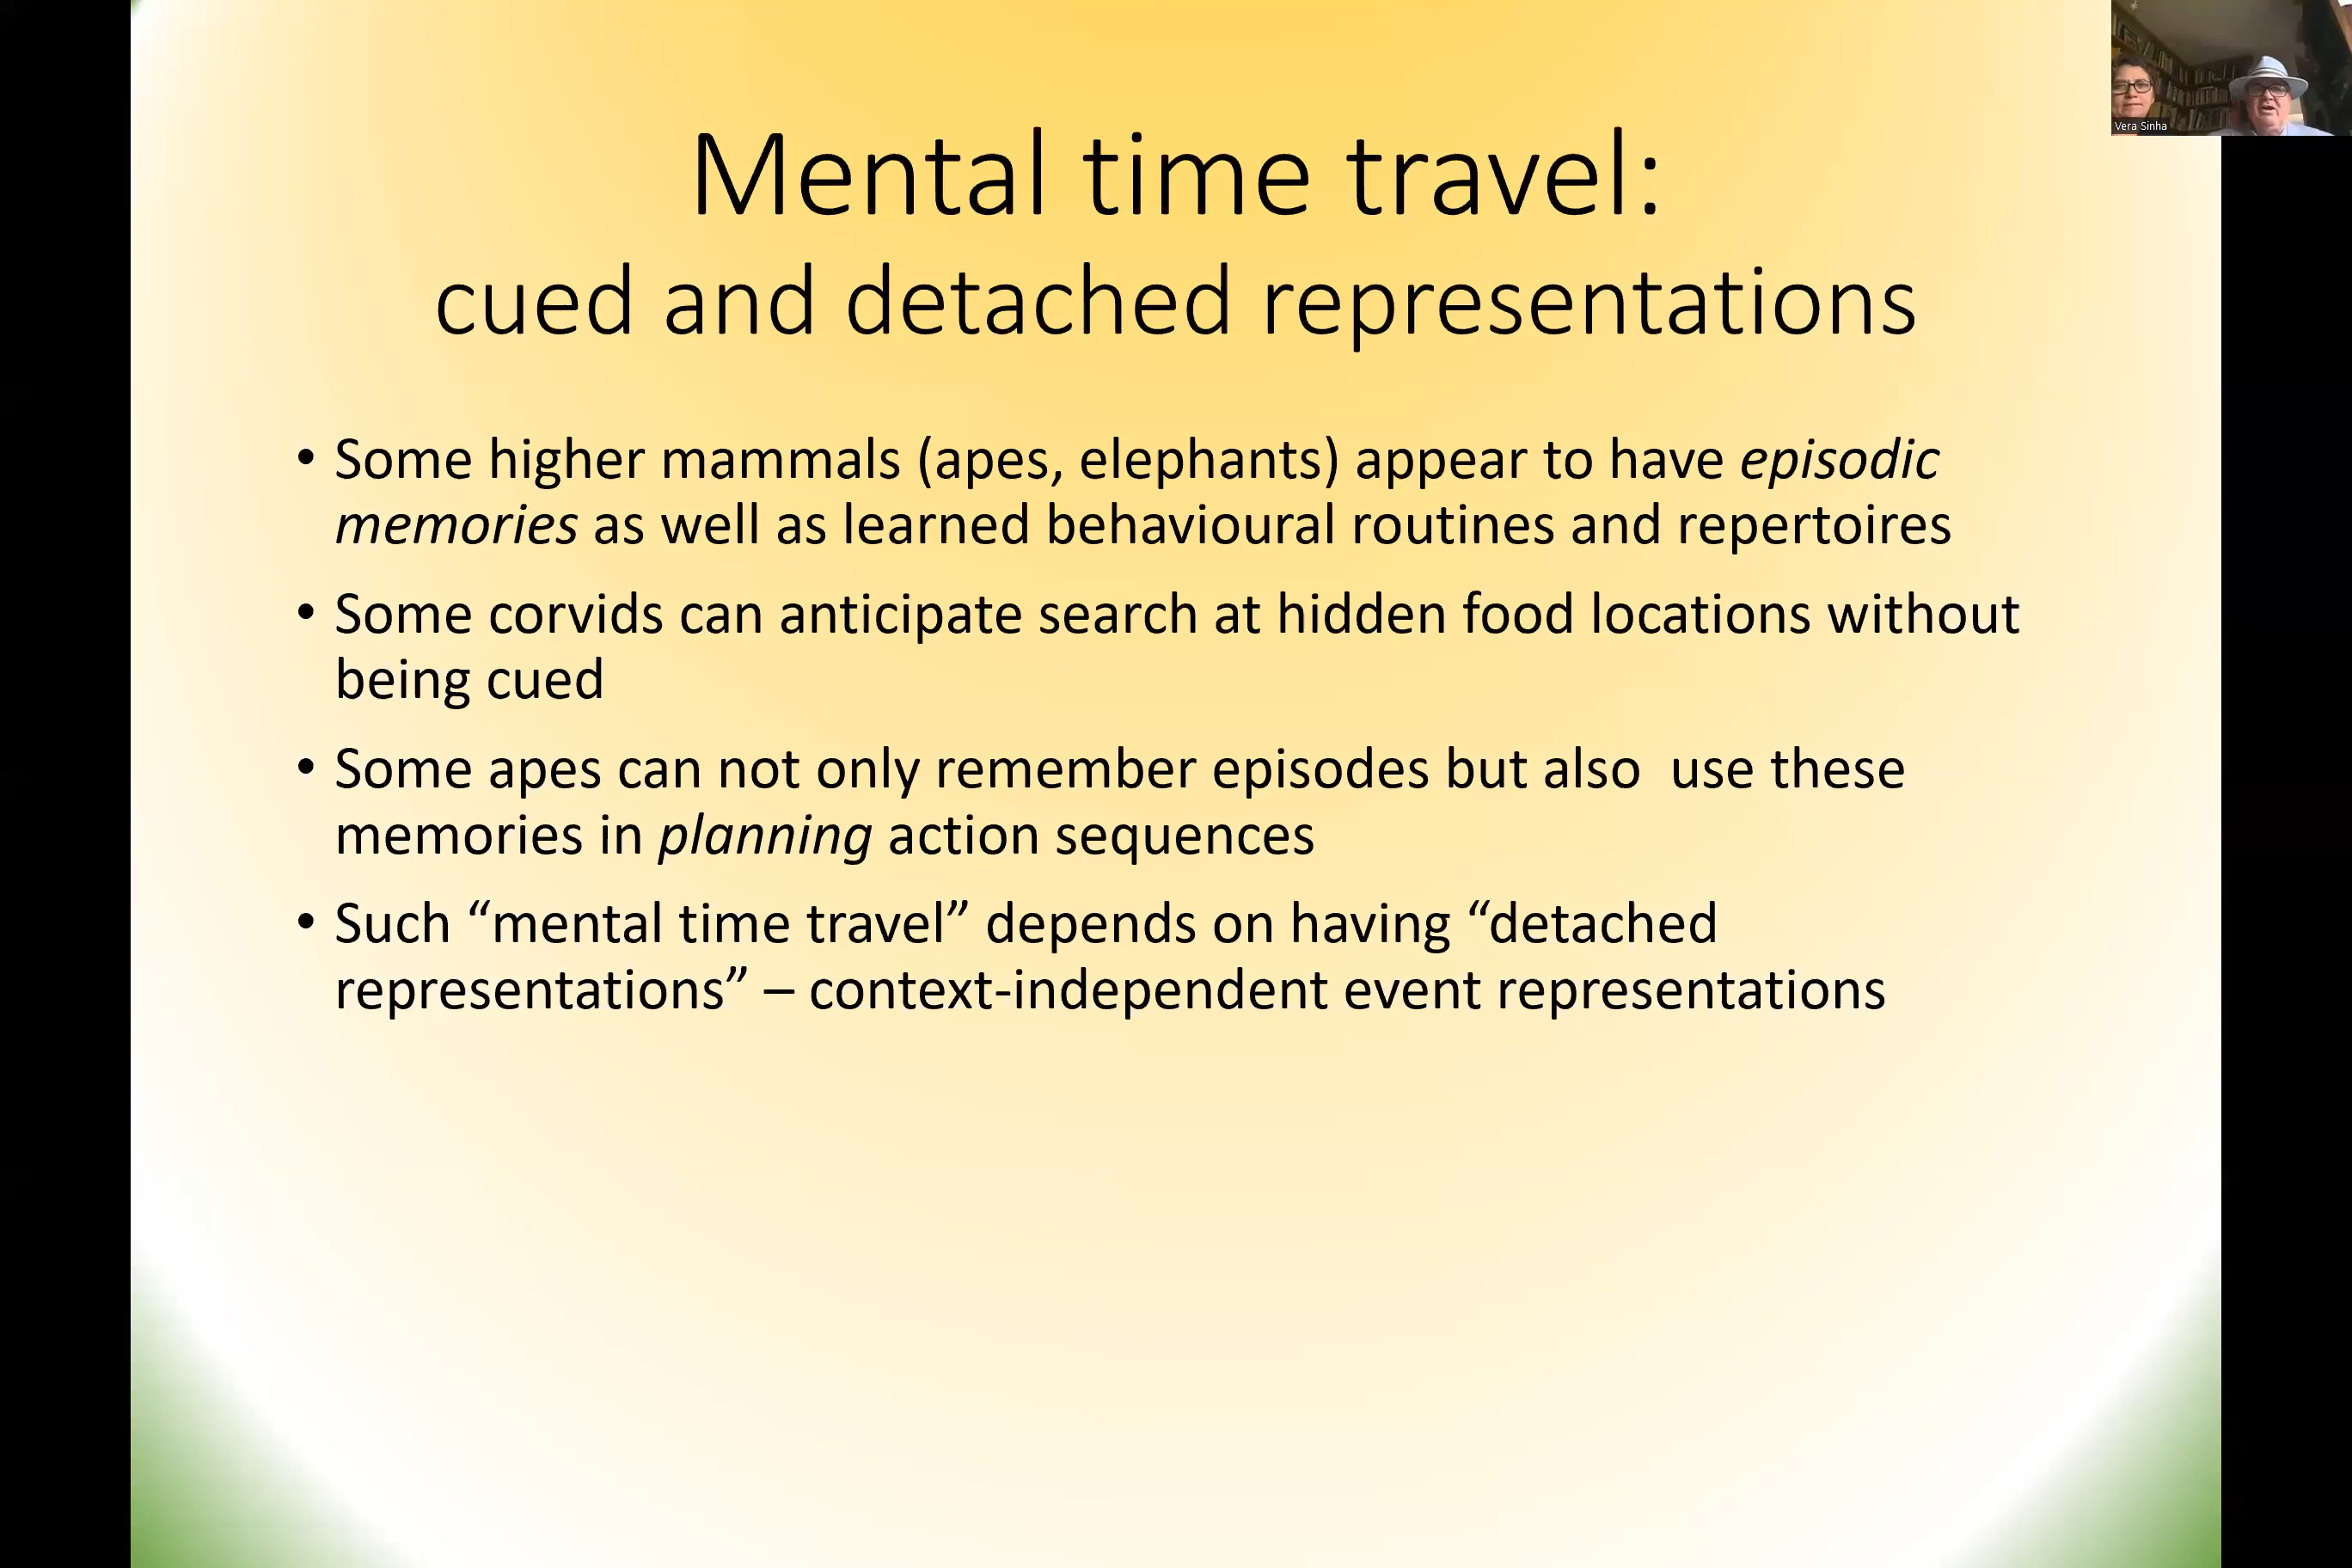 Mental time travel:
cued and detached representations
• Some higher mammals (apes, elephants) appear to have episodic
memories as well as learned behavioural routines and repertoires
• Some corvids can anticipate search at hidden food locations without
being cued
• Some apes can not only remember episodes but also  use these
memories in planning action sequences
• Such “mental time travel” depends on having “detached
representations” – context-independent event representations
Vera Sinha